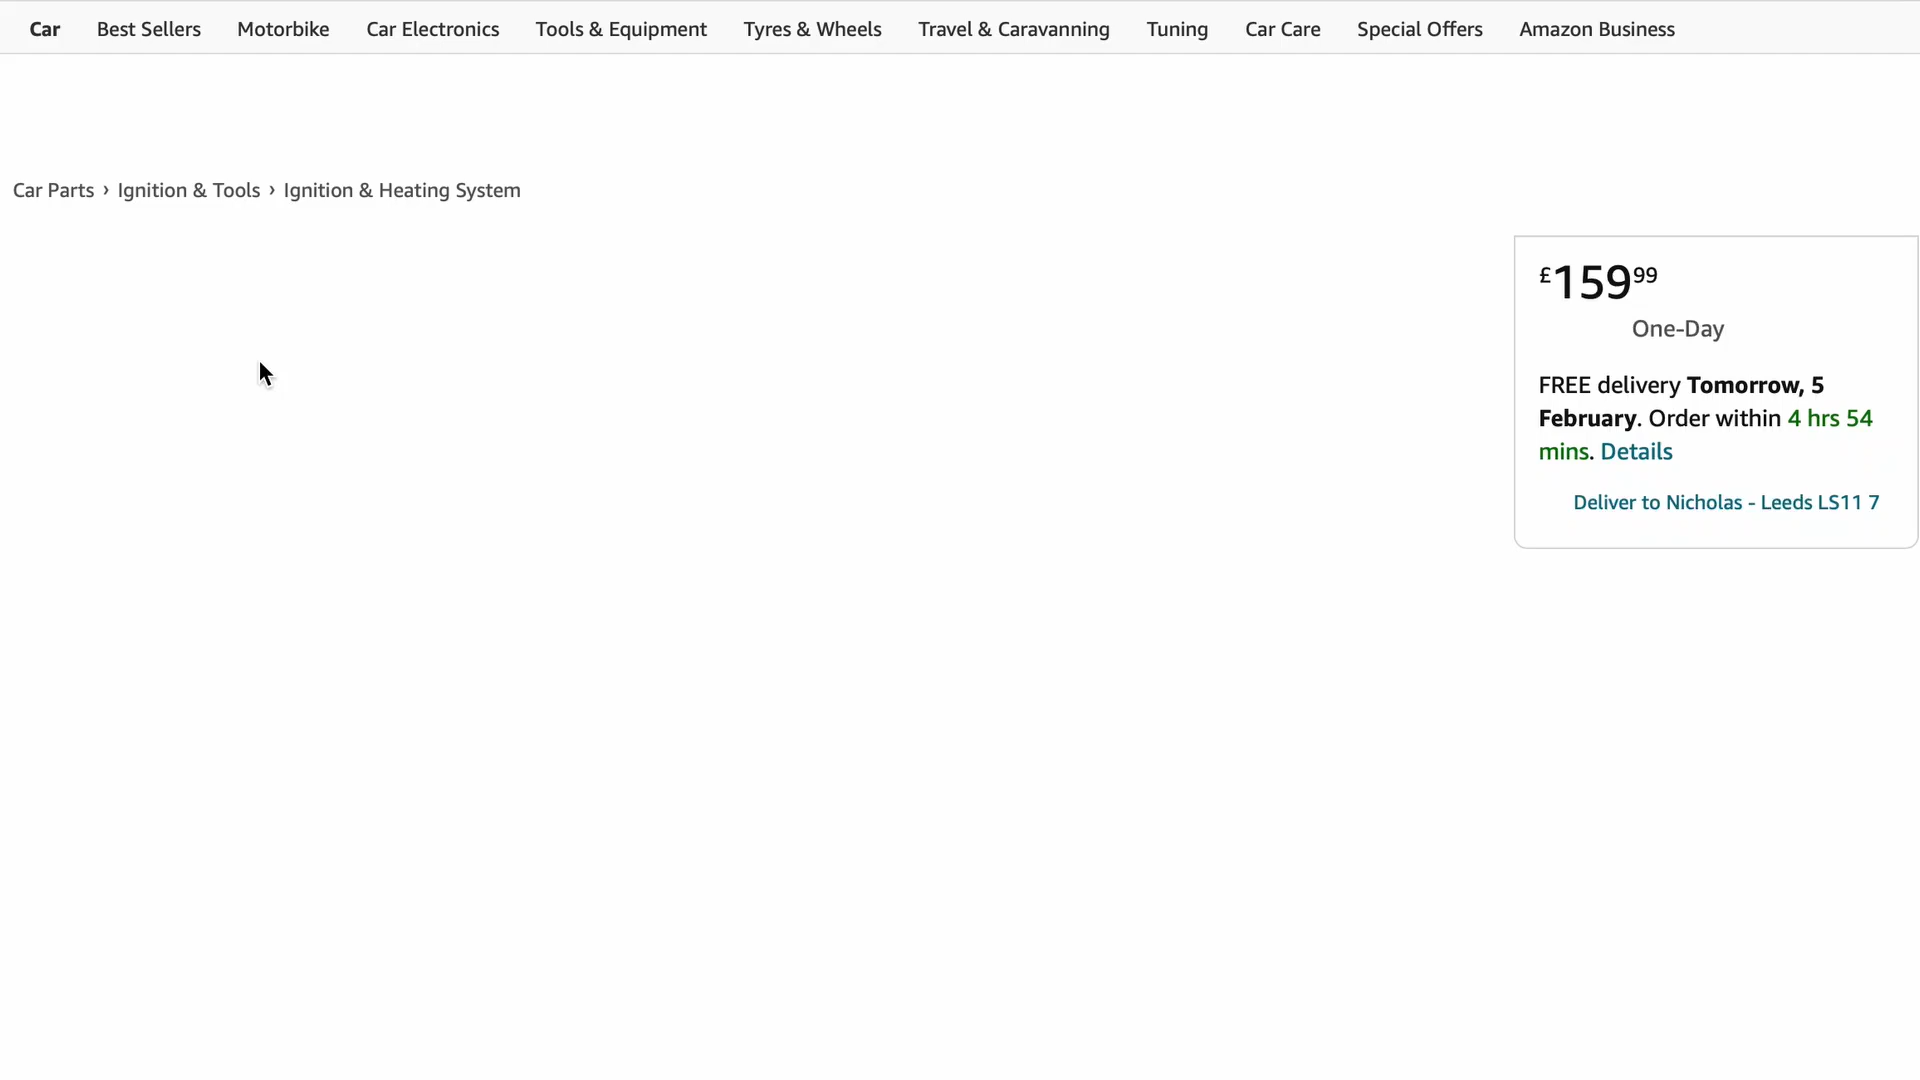 Car Best Sellers Motorbike Car Electronics Tools & Equipment Tyres & Wheels Travel & Caravanning Tuning Car Care Special Offers Amazon Business
Car Parts › Ignition & Tools › Ignition & Heating System
£15999
One-Day
FREE delivery Tomorrow, 5
February. Order within 4 hrs 54
mins. Details
Deliver to Nicholas - Leeds LS11 7